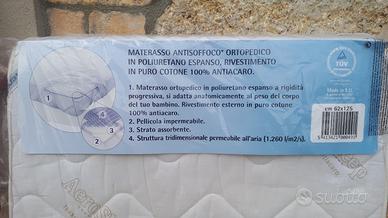 MATERASSO ANTISOFFOCO* ORTOPEDICO
IN POLIURETANO ESPANSO, RIVESTIMENTO
IN PURO COTONE 100% ANTIACARO.
1. Materasso ortopedico in poliuretano espanso a rigidità
progressiva, si adatta anatomicamente al peso del corpo
del tuo bambino. Rivestimento esterno in puro cotone
100% antiacaro.
2. Pellicola impermeabile.
3. Strato assorbente.
4. Struttura tridimensionale permeabile all'aria (1.260 l/m2/s).
TÜV
Made in E.U.
cm 62x125
subito